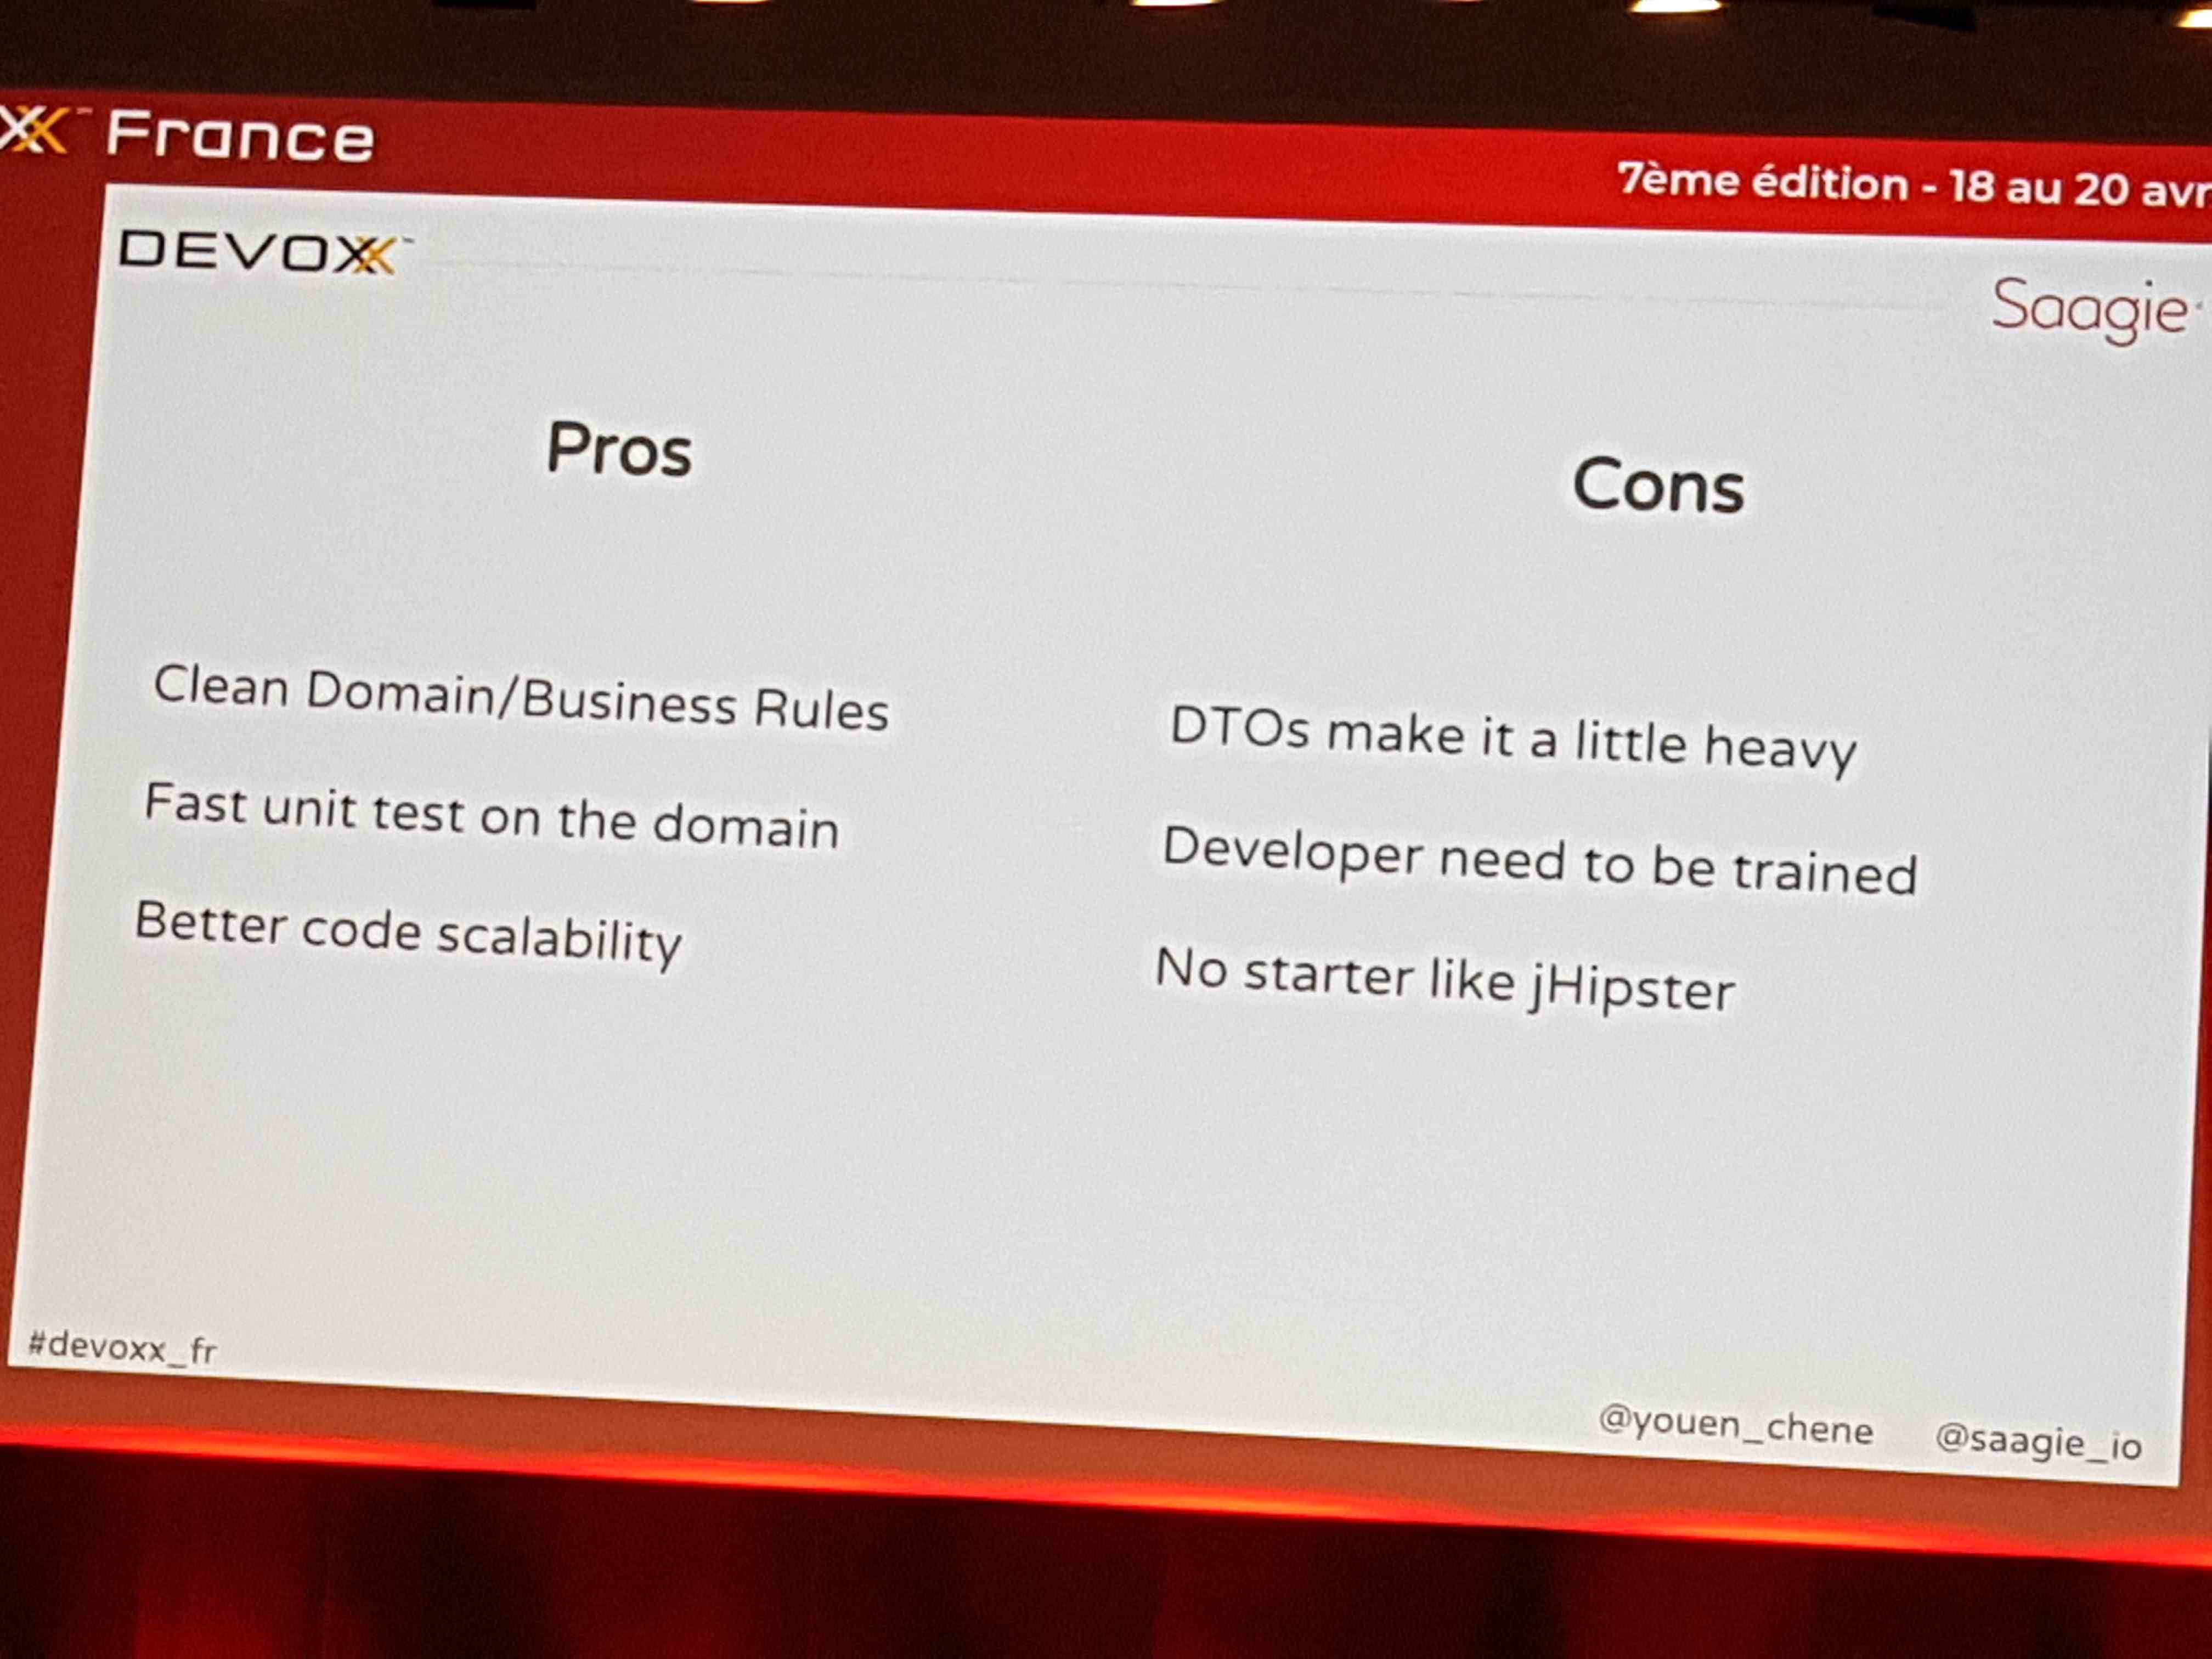 France
7ème édition - 18 au 20 avr
DEVOXX
Saagie
Pros
Cons
Clean Domain/Business Rules
Fast unit test on the domain
Better code scalability
DTOs make it a little heavy
Developer need to be trained
No starter like jHipster
#devoxx_fr
@youen_chene @saagie_io